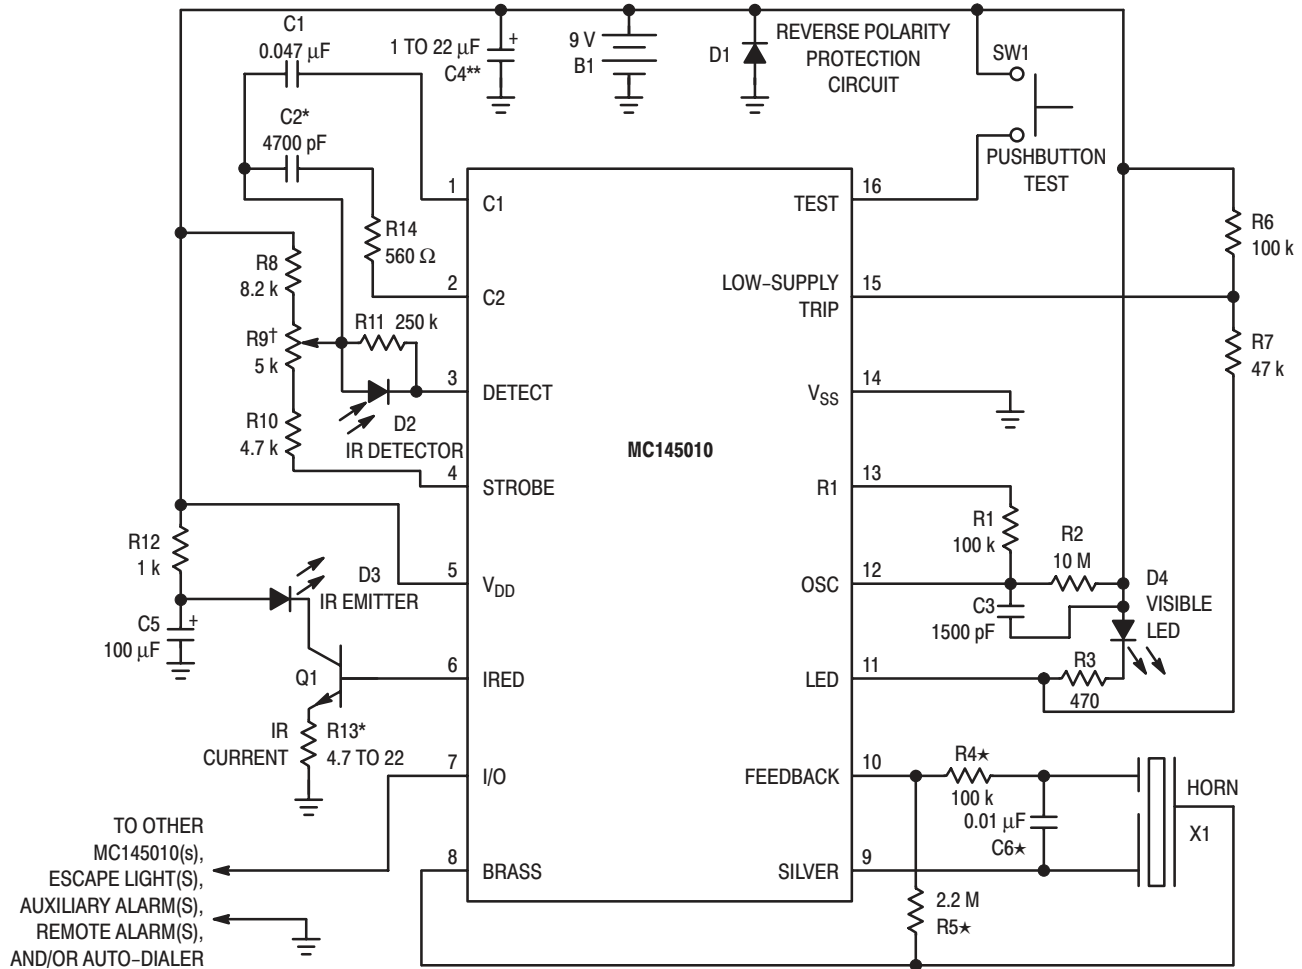 C1
0.047 μF
1 TO 22 μF
C4**
+
9 V
B1
D1
REVERSE POLARITY
PROTECTION
CIRCUIT
SW1
PUSHBUTTON
TEST
C2*
4700 pF
R14
560 Ω
R8
8.2 k
R9†
5 k
R10
4.7 k
R11 250 k
D2
IR DETECTOR
R12
1 k
C5
100 μF
+
D3
IR EMITTER
Q1
IR
CURRENT
R13*
4.7 TO 22
TO OTHER
MC145010(s),
ESCAPE LIGHT(S),
AUXILIARY ALARM(S),
REMOTE ALARM(S),
AND/OR AUTO−DIALER
1
C1
2
C2
3
DETECT
4
STROBE
5
VDD
6
IRED
7
I/O
8
BRASS
MC145010
16
TEST
15
LOW−SUPPLY
TRIP
14
VSS
13
R1
12
OSC
11
LED
10
FEEDBACK
9
SILVER
R6
100 k
R7
47 k
R1
100 k
R2
10 M
C3
1500 pF
D4
VISIBLE
LED
R3
470
R4★
100 k
0.01 μF
C6★
2.2 M
R5★
HORN
X1